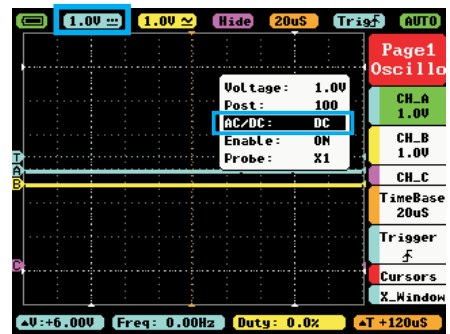 1.0V 1.0V Hide 20uS Trig AUTO
Page1
Oscillo
Voltage: 1.0V
Post: 100
AC/DC: DC
Enable: ON
Probe: X1
CH_A
1.0V
CH_B
1.0V
CH_C
TimeBase
20uS
Trigger
Cursors
X_Window
T
A
B
C
▲V:+6.00V Freq: 0.00Hz Duty: 0.0% ▲T +120uS